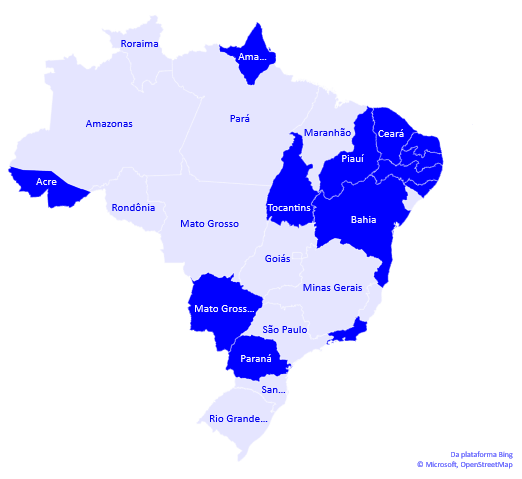 Roraima
Ama...
Amazonas
Pará
Maranhão
Ceará
Piauí
Acre
Rondônia
Tocantins
Mato Grosso
Bahia
Goiás
Minas Gerais
Mato Gross...
São Paulo
Paraná
San...
Rio Grande...
Da plataforma Bing
© Microsoft, OpenStreetMap